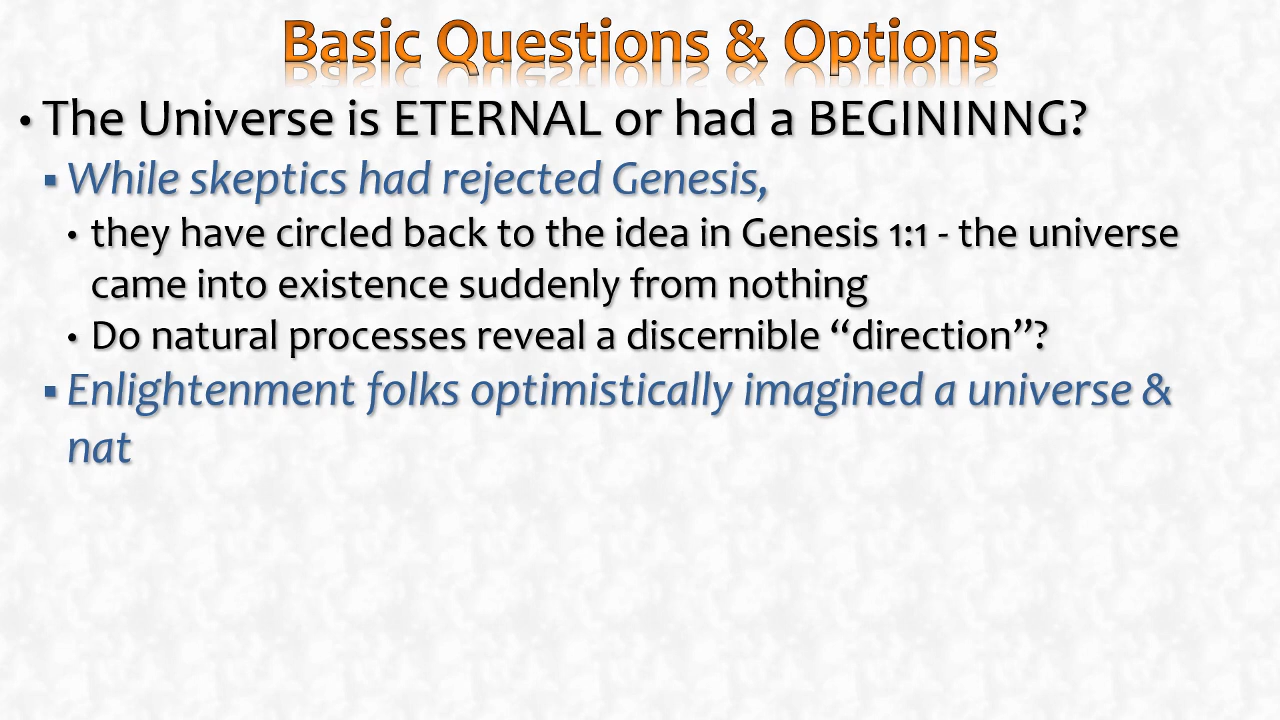 Basic Questions & Options
• The Universe is ETERNAL or had a BEGININNG?
▪ While skeptics had rejected Genesis,
• they have circled back to the idea in Genesis 1:1 - the universe
came into existence suddenly from nothing
• Do natural processes reveal a discernible “direction”?
▪ Enlightenment folks optimistically imagined a universe &
nat